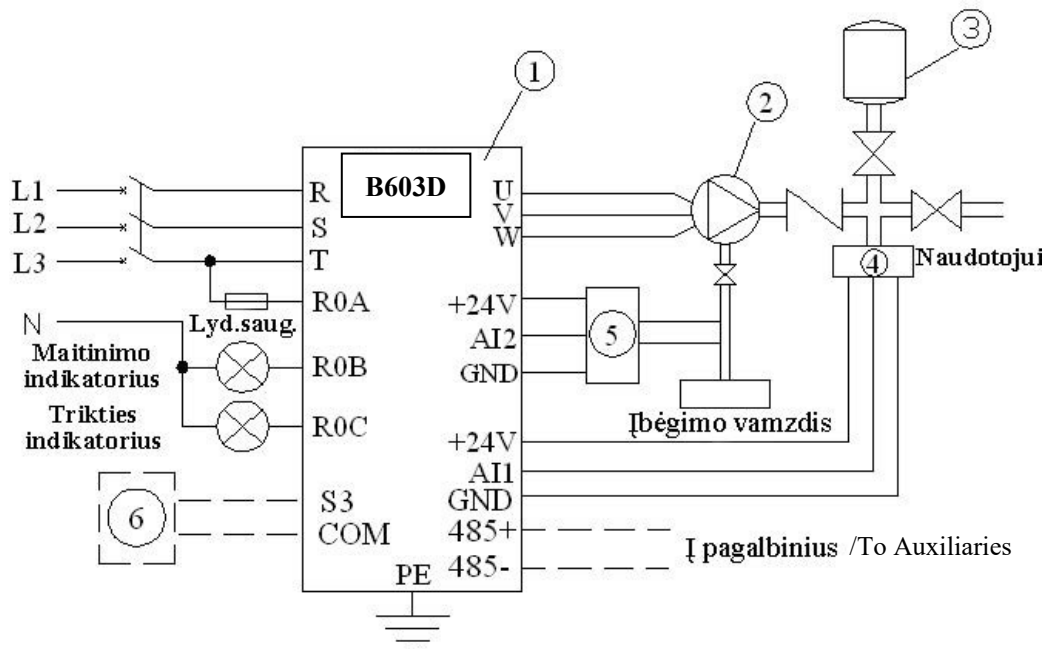 3
1
2
B603D
L1
R
U
V
L2
S
W
L3
T
4
Naudotojui
R0A
+24V
N
Lyd.saug.
AI2
5
Maitinimo
indikatorius
R0B
GND
Trikties
indikatorius
R0C
Įbėgimo vamzdis
+24V
AI1
6
S3
GND
COM
485+
Į pagalbinius /To Auxiliaries
PE
485-